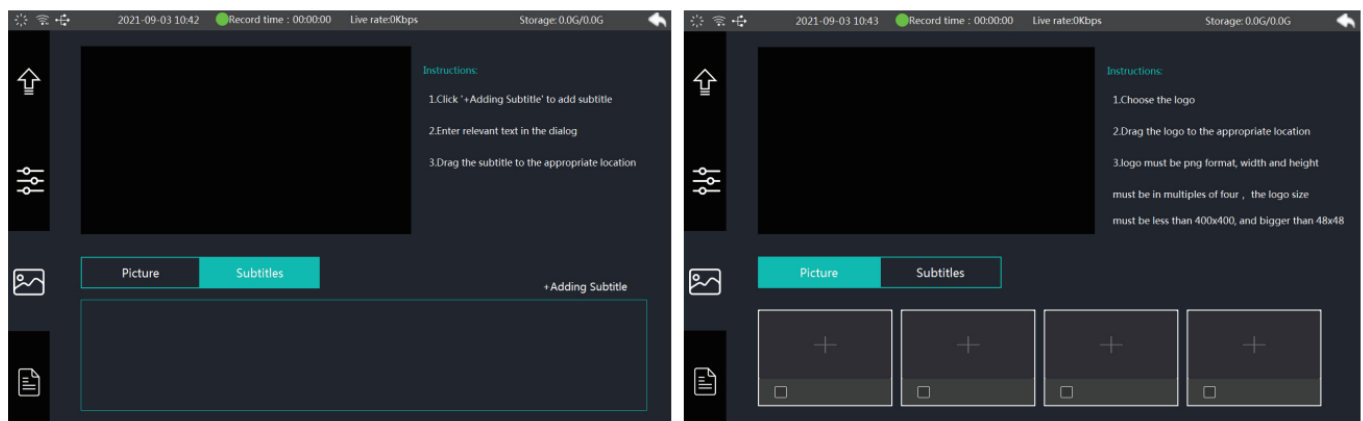 2021-09-03 10:42 Record time : 00:00:00 Live rate:0Kbps Storage: 0.0G/0.0G
Instructions:
1.Click '+Adding Subtitle' to add subtitle
2.Enter relevant text in the dialog
3.Drag the subtitle to the appropriate location
Picture Subtitles
+Adding Subtitle
2021-09-03 10:43 Record time : 00:00:00 Live rate:0Kbps Storage: 0.0G/0.0G
Instructions:
1.Choose the logo
2.Drag the logo to the appropriate location
3.logo must be png format, width and height
must be in multiples of four , the logo size
must be less than 400x400, and bigger than 48x48
Picture Subtitles